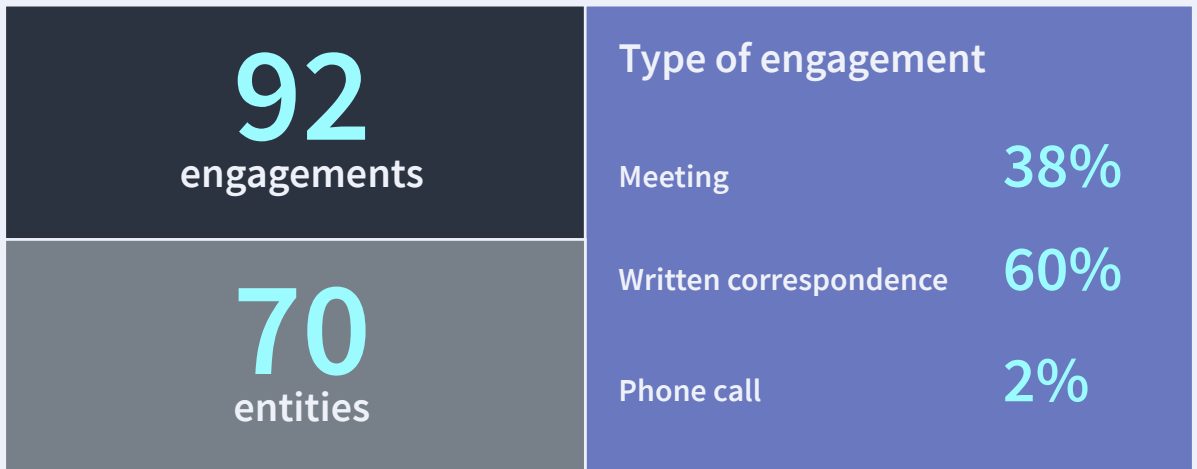 92
engagements
70
entities
Type of engagement
Meeting 38%
Written correspondence 60%
Phone call 2%